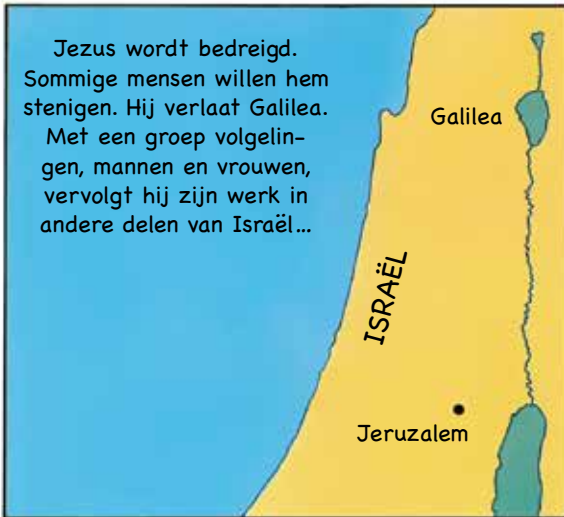 Jezus wordt bedreigd.
Sommige mensen willen hem
stenigen. Hij verlaat Galilea.
Met een groep volgelin-
gen, mannen en vrouwen,
vervolgt hij zijn werk in
andere delen van Israël...
Galilea
ISRAËL
Jeruzalem